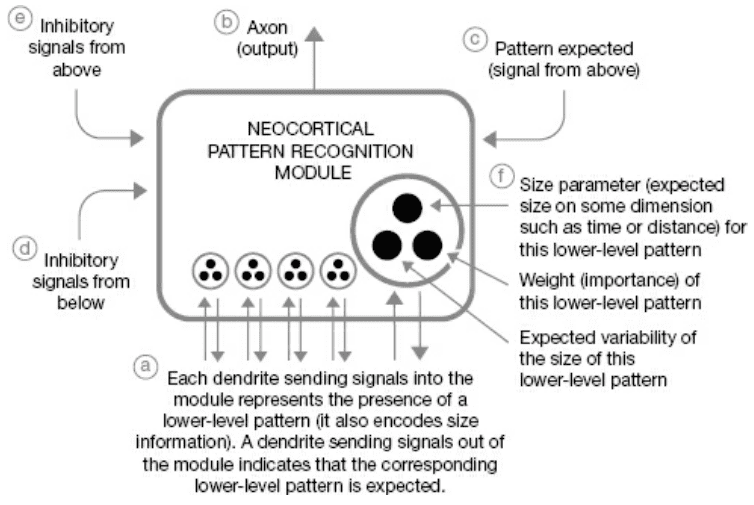 e
Inhibitory
signals from
above
b
Axon
(output)
c
Pattern expected
(signal from above)
NEOCORTICAL
PATTERN RECOGNITION
MODULE
d
Inhibitory
signals from
below
f
Size parameter (expected
size on some dimension
such as time or distance) for
this lower-level pattern
Weight (importance) of
this lower-level pattern
Expected variability of
the size of this
lower-level pattern
a
Each dendrite sending signals into the
module represents the presence of a
lower-level pattern (it also encodes size
information). A dendrite sending signals out of
the module indicates that the corresponding
lower-level pattern is expected.